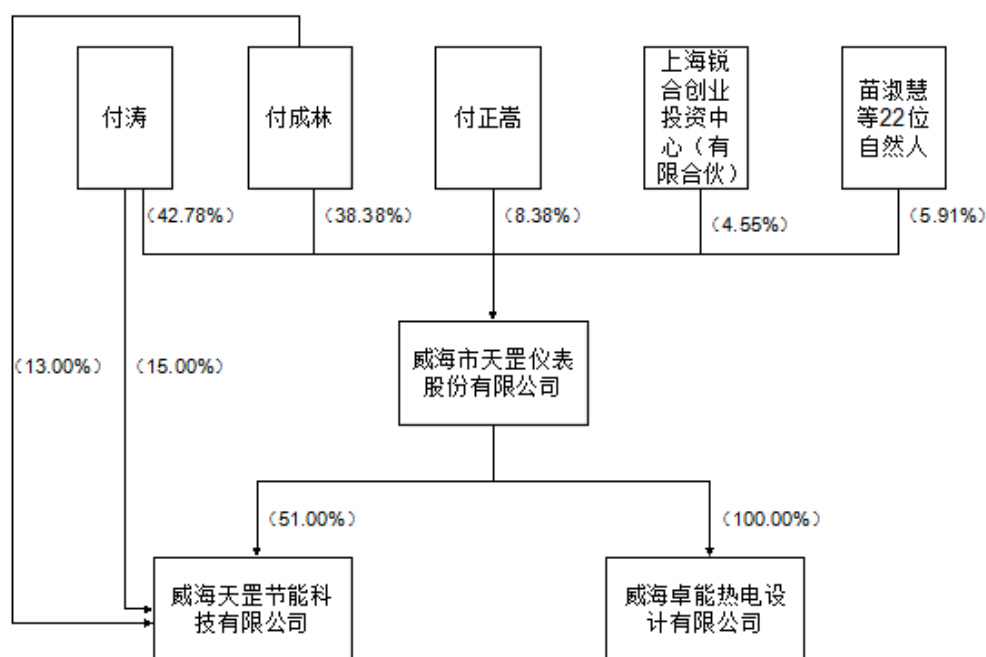 付涛
付成林
付正嵩
上海锐
合创业
投资中
心（有
限合伙）
苗淑慧
等22位
自然人
（42.78%）
（38.38%）
（8.38%）
（4.55%）
（5.91%）
威海市天罡仪表
股份有限公司
（13.00%）
（15.00%）
（51.00%）
（100.00%）
威海天罡节能科
技有限公司
威海卓能热电设
计有限公司